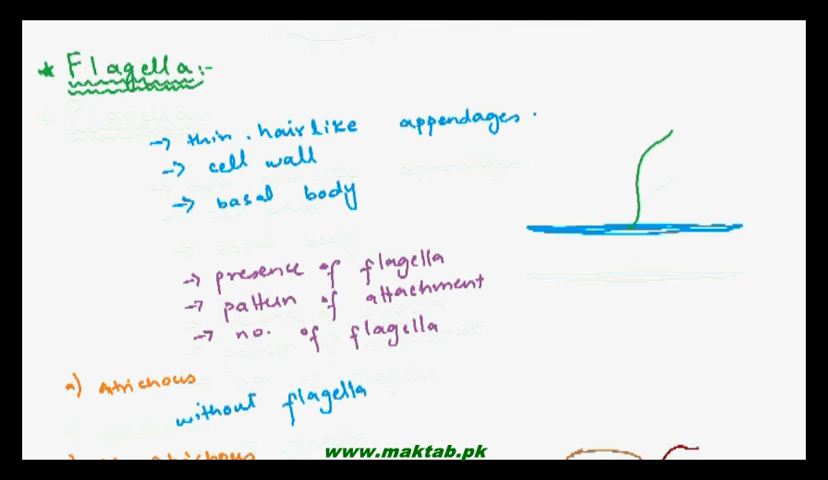 * Flagella:-
→ thin. hairlike appendages.
→ cell wall
→ basal body
→ presence of flagella
→ pattern of attachment
→ no. of flagella
a) Atrichous
without flagella
www.maktab.pk